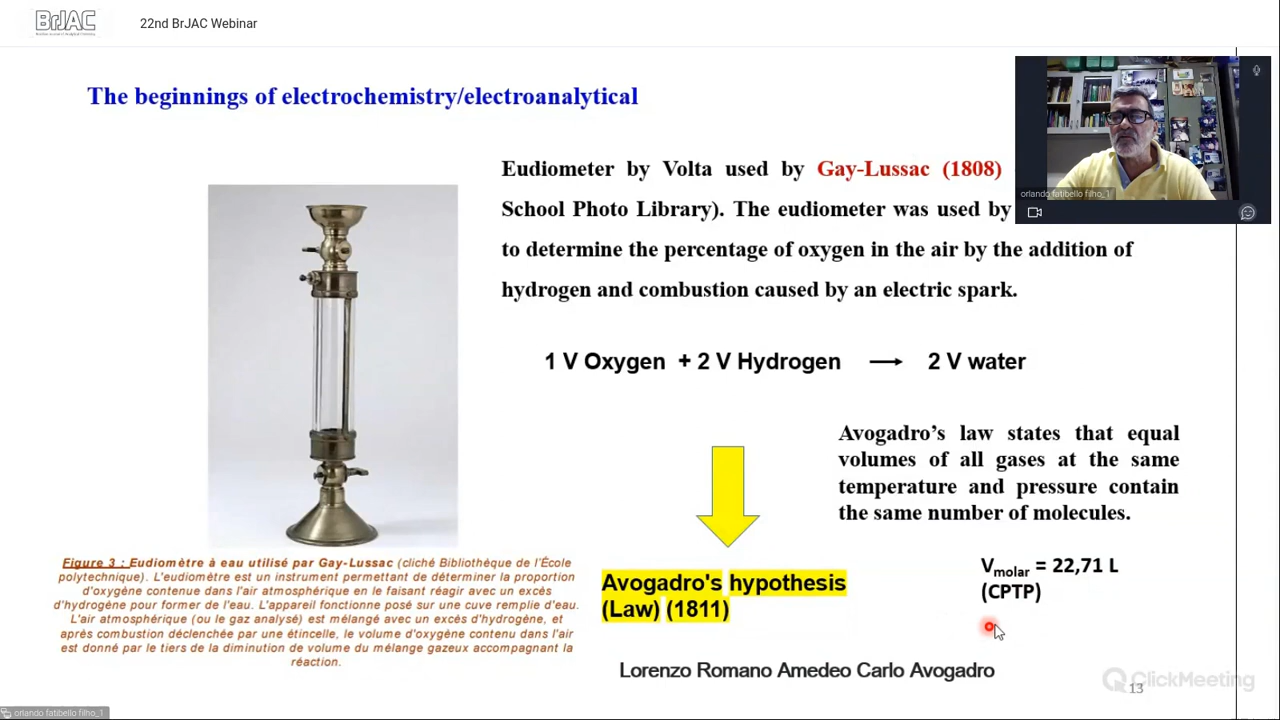 BrJAC
22nd BrJAC Webinar
The beginnings of electrochemistry/electroanalytical
orlando fatibello filho_1
Eudiometer by Volta used by Gay-Lussac (1808)
School Photo Library). The eudiometer was used by
to determine the percentage of oxygen in the air by the addition of
hydrogen and combustion caused by an electric spark.
1 V Oxygen + 2 V Hydrogen → 2 V water
Avogadro’s law states that equal
volumes of all gases at the same
temperature and pressure contain
the same number of molecules.
Figure 3 : Eudiomètre à eau utilisé par Gay-Lussac (cliché Bibliothèque de l'École
polytechnique). L'eudiomètre est un instrument permettant de déterminer la proportion
d'oxygène contenue dans l'air atmosphérique en le faisant réagir avec un excès
d'hydrogène pour former de l'eau. L'appareil fonctionne posé sur une cuve remplie d'eau.
L'air atmosphérique (ou le gaz analysé) est mélangé avec un excès d'hydrogène, et
après combustion déclenchée par une étincelle, le volume d'oxygène contenu dans l'air
est donné par le tiers de la diminution de volume du mélange gazeux accompagnant la
réaction.
Avogadro's hypothesis
(Law) (1811)
Vmolar = 22,71 L
(CPTP)
Lorenzo Romano Amedeo Carlo Avogadro
ClickMeeting
13
orlando fatibello filho_1